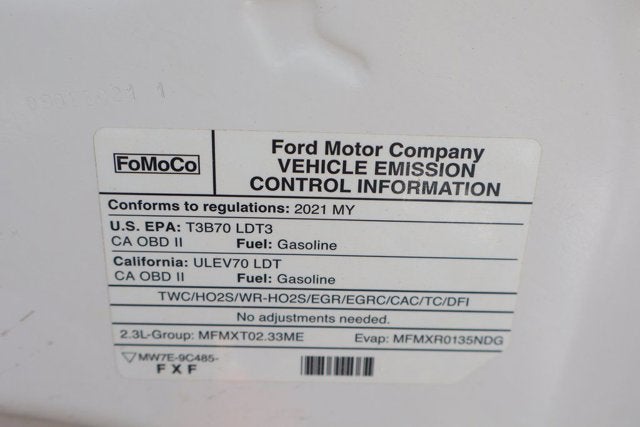 FoMoCo
Ford Motor Company
VEHICLE EMISSION
CONTROL INFORMATION
Conforms to regulations: 2021 MY
U.S. EPA: T3B70 LDT3
CA OBD II Fuel: Gasoline
California: ULEV70 LDT
CA OBD II Fuel: Gasoline
TWC/HO2S/WR-HO2S/EGR/EGRC/CAC/TC/DFI
No adjustments needed.
2.3L-Group: MFMXT02.33ME Evap: MFMXR0135NDG
MW7E-9C485-
FXF